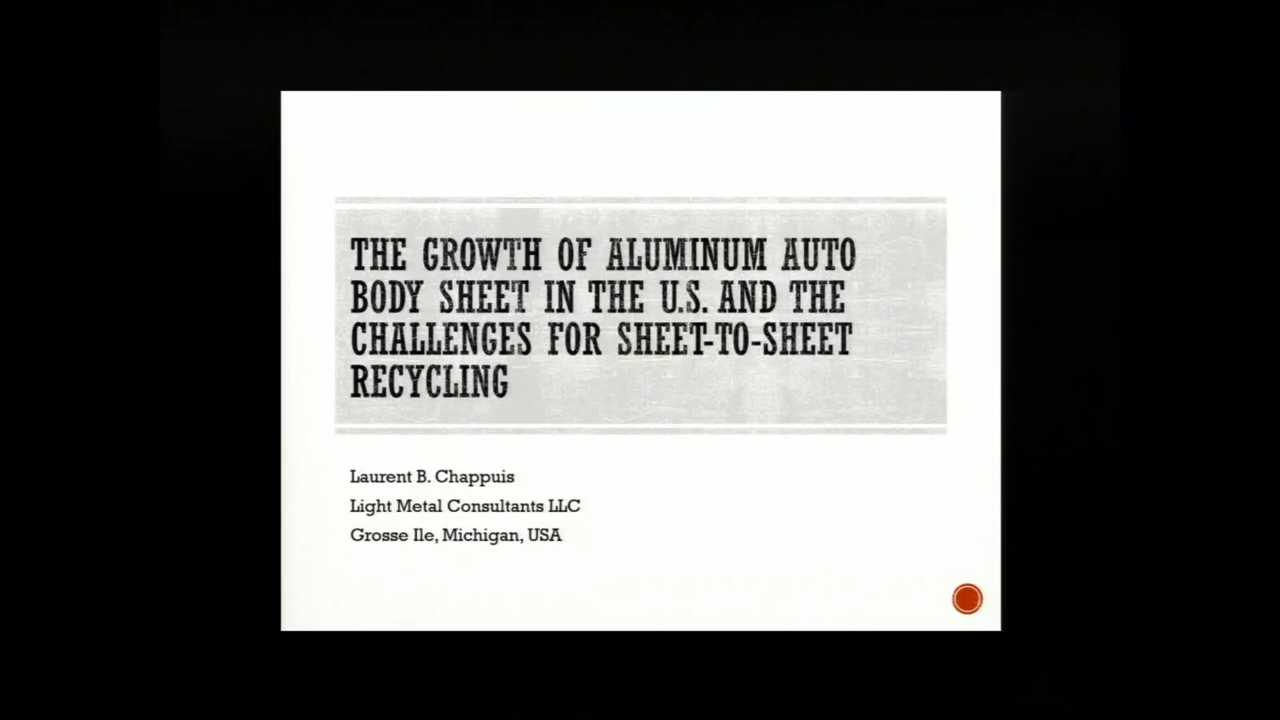 THE GROWTH OF ALUMINUM AUTO
BODY SHEET IN THE U.S. AND THE
CHALLENGES FOR SHEET-TO-SHEET
RECYCLING
Laurent B. Chappuis
Light Metal Consultants LLC
Grosse Ile, Michigan, USA